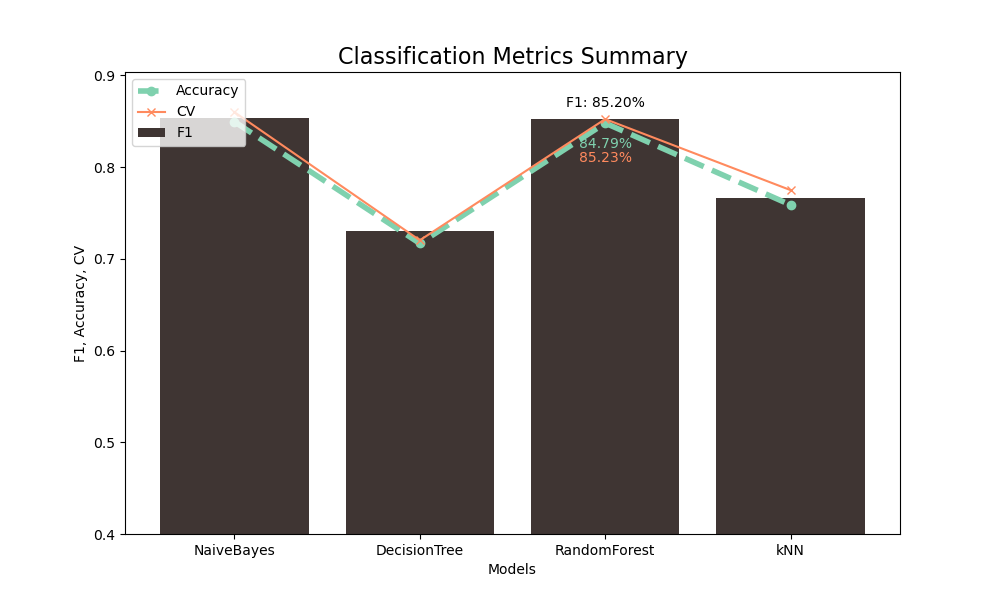 Classification Metrics Summary
Accuracy
CV
F1
F1: 85.20%
84.79%
85.23%
0.9
0.8
0.7
0.6
0.5
0.4
F1, Accuracy, CV
NaiveBayes DecisionTree RandomForest kNN
Models